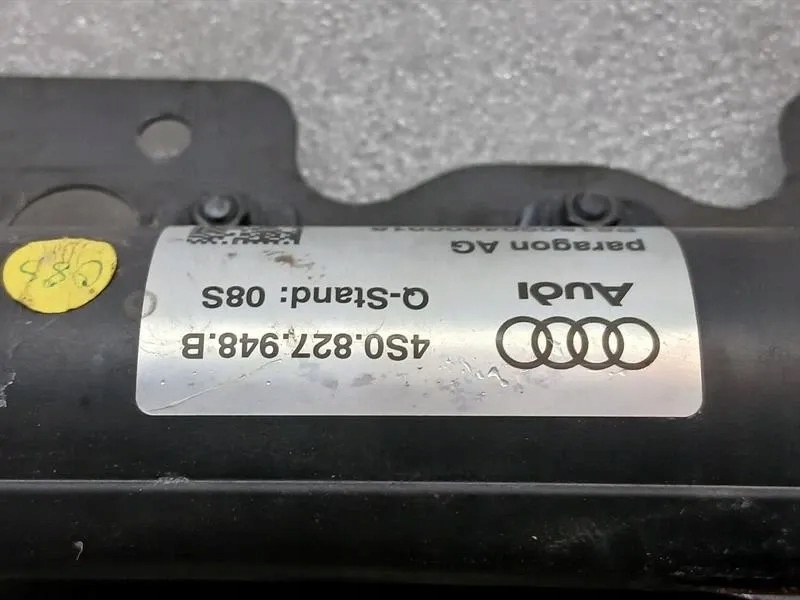 4S0.827.948.B
Q-Stand: 08S
Audi
paragon AG